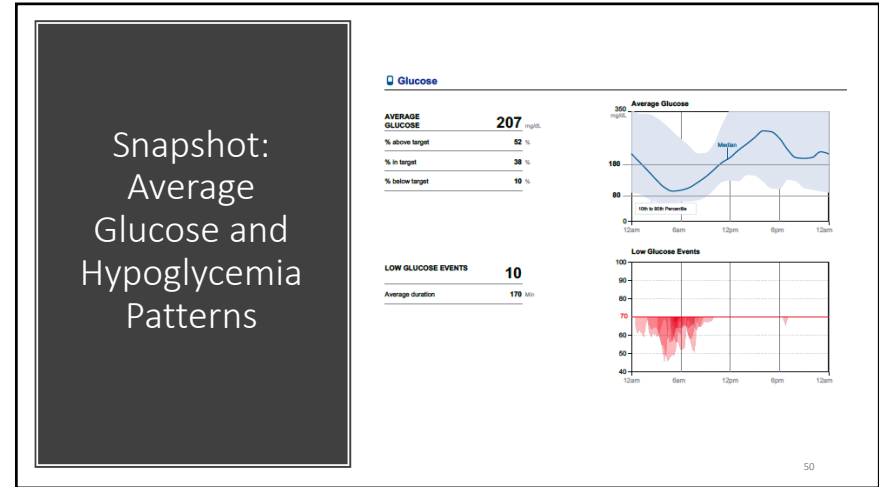 Snapshot:
Average
Glucose and
Hypoglycemia
Patterns
Glucose
AVERAGE
GLUCOSE 207 mg/dL
% above target 52 %
% in target 38 %
% below target 10 %
Average Glucose
350
mg/dL
Median
180
80
10th to 90th Percentile
0
12am 6am 12pm 6pm 12am
LOW GLUCOSE EVENTS 10
Average duration 170 Min
Low Glucose Events
100
90
80
70
60
50
40
12am 6am 12pm 6pm 12am
50